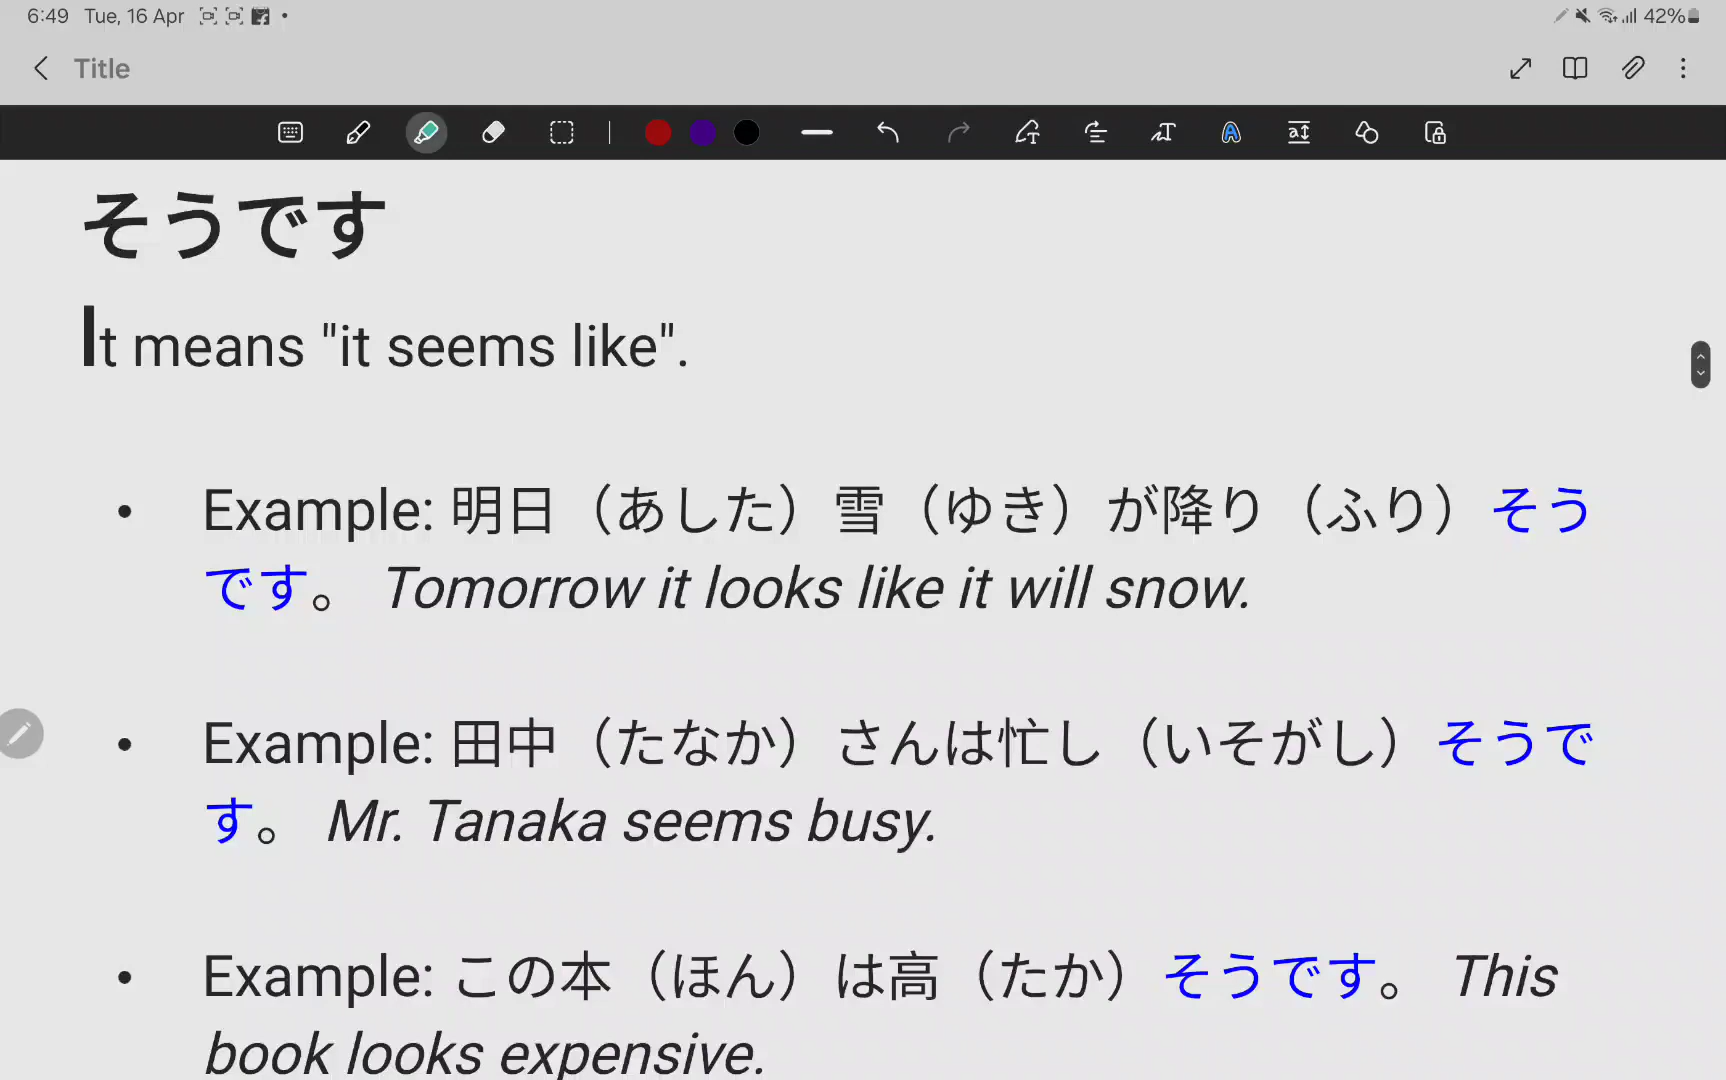 6:49 Tue, 16 Apr 42%
Title
そうです
It means "it seems like".
• Example: 明日（あした）雪（ゆき）が降り（ふり）そう
です。 Tomorrow it looks like it will snow.
• Example: 田中（たなか）さんは忙し（いそがし）そうで
す。 Mr. Tanaka seems busy.
• Example: この本（ほん）は高（たか）そうです。 This
book looks expensive.